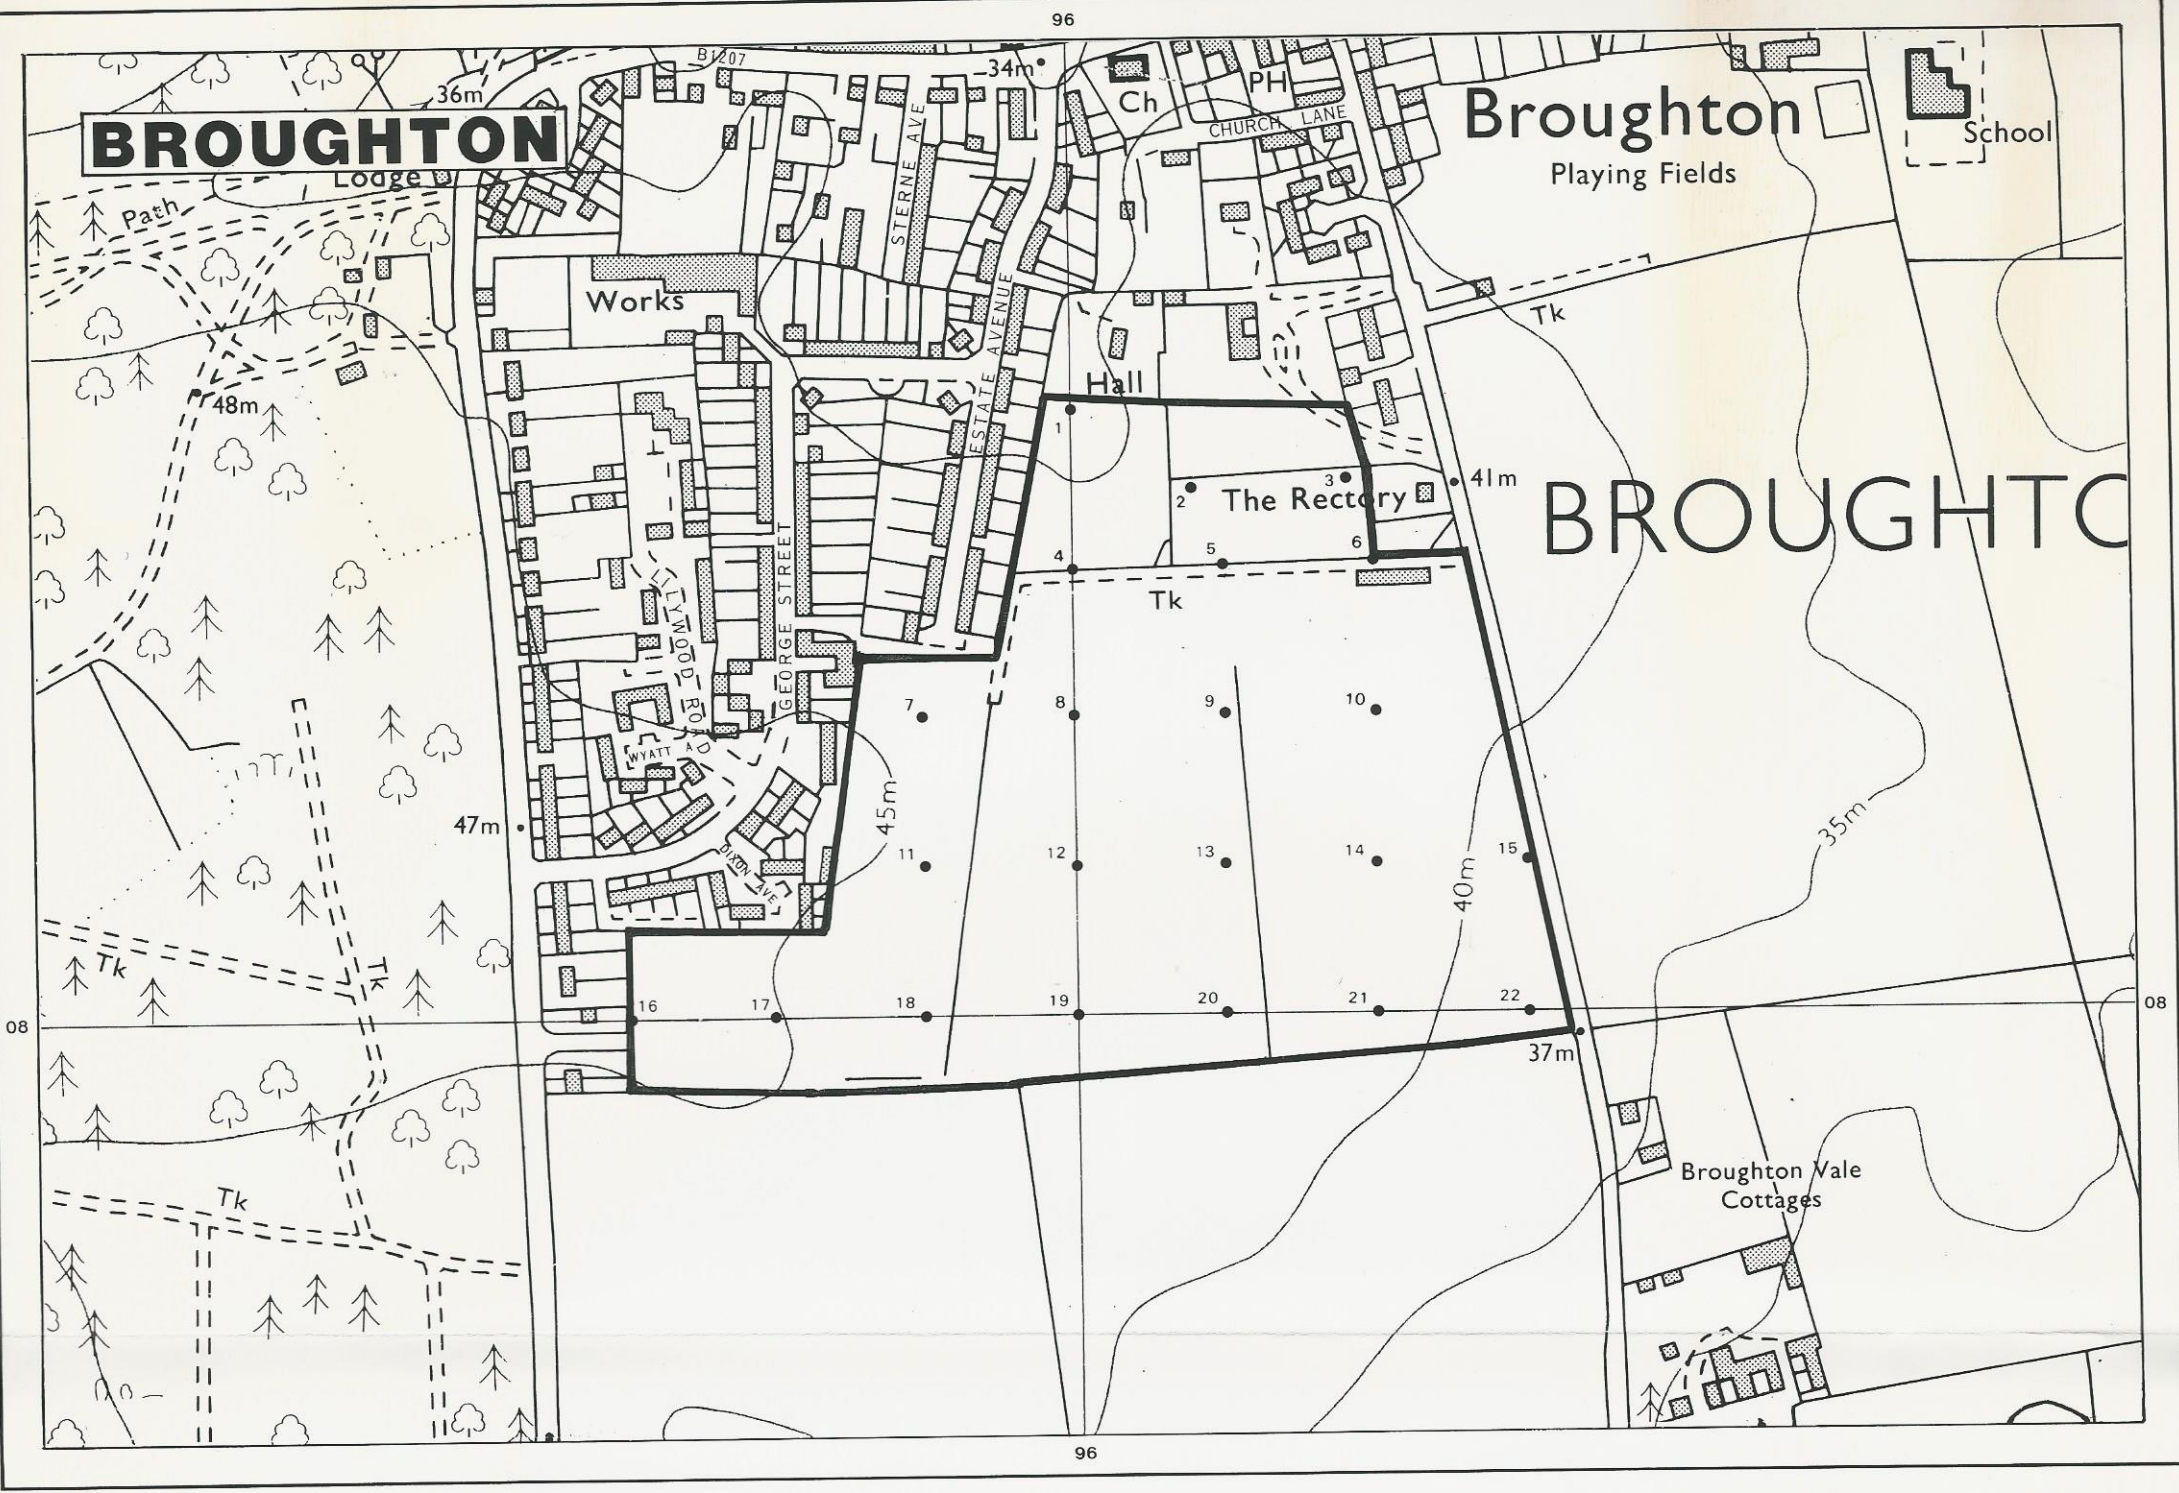 96
B1207
34m
36m
Ch
PH
BROUGHTON
Broughton
CHURCH LANE
School
Lodge
Playing Fields
Path
STERNE AVE
Works
Tk
ESTATE AVENUE
Hall
48m
1
3
41m
2
The Rectory
BROUGHTO
GEORGE STREET
4
5
6
Tk
LILLYWOOD ROAD
7
8
9
10
WYATT
45m
35m
47m
11
12
13
14
15
DIXON AVE
40m
Tk
Tk
16
17
18
19
20
21
22
08
08
37m
Broughton Vale
Cottages
Tk
96